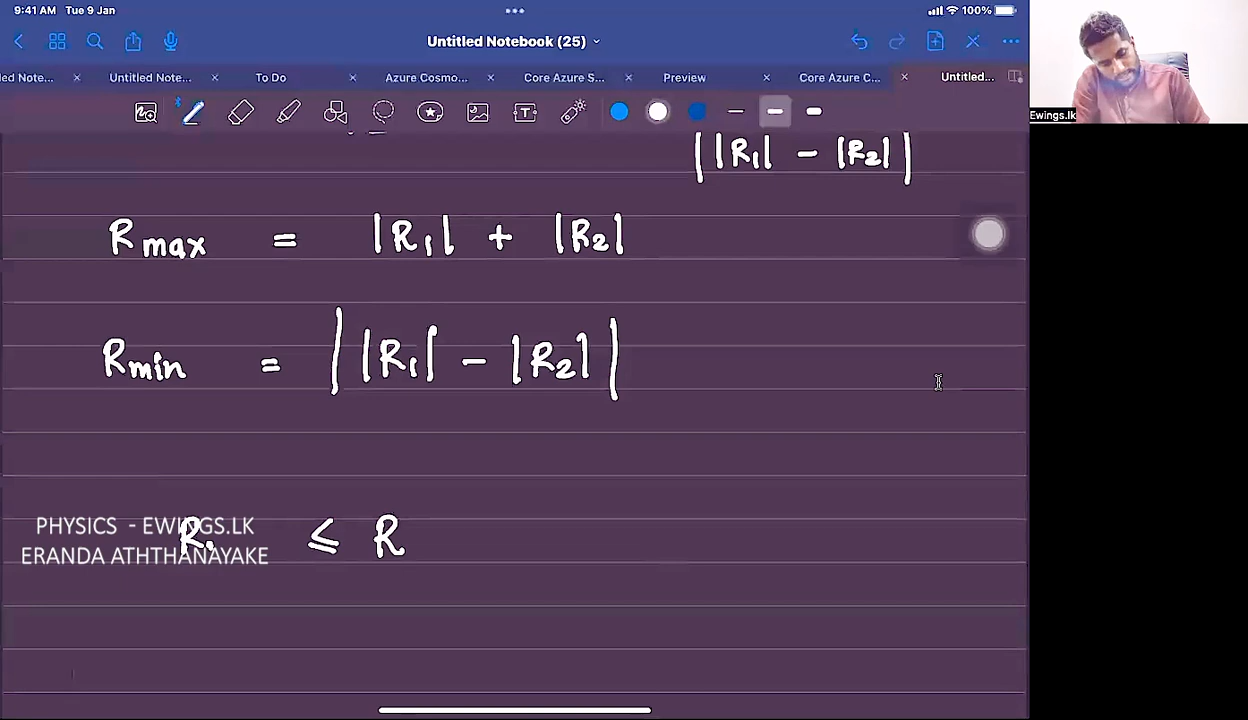 9:41 AM Tue 9 Jan
100%
Untitled Notebook (25)
led Note...
Untitled Note...
To Do
Azure Cosmo...
Core Azure S...
Preview
Core Azure C...
Untitled...
Ewings.lk
||R₁| - |R₂||
R max = |R₁| + |R₂|
Rmin = ||R₁| - |R₂||
R. ≤ R
PHYSICS - EWINGS.LK
ERANDA ATHTHANAYAKE